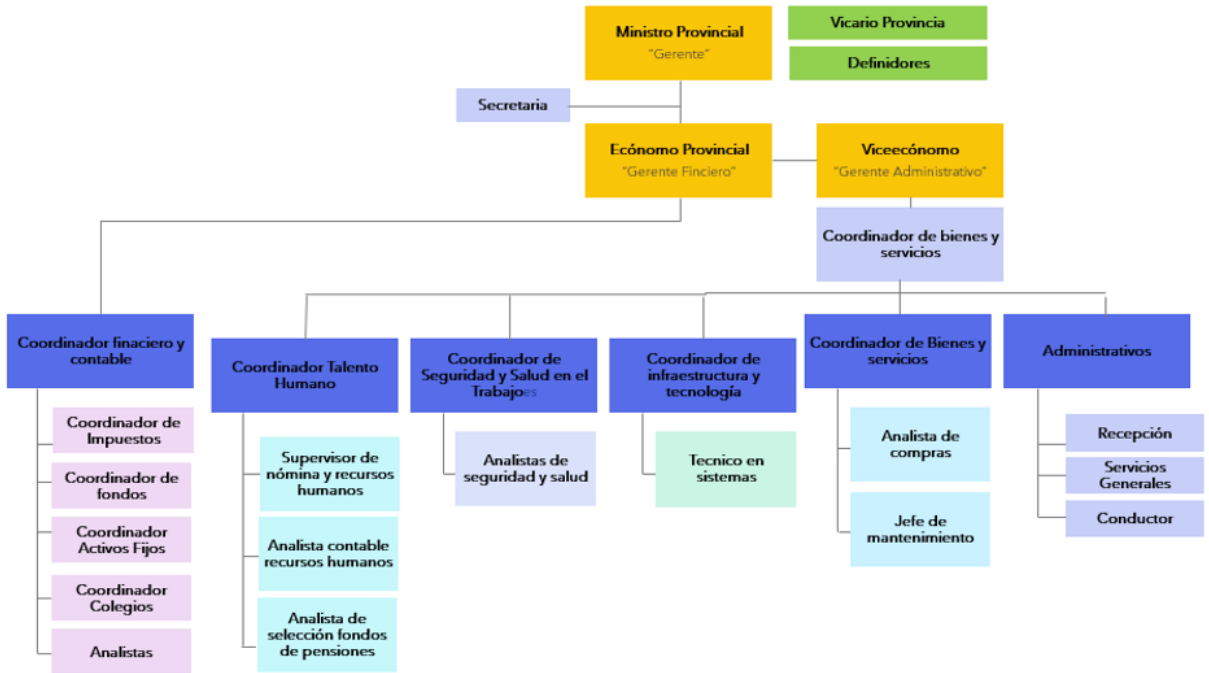 Ministro Provincial
"Gerente"
Vicario Provincia
Definidores
Secretaria
Ecónomo Provincial
"Gerente Finciero"
Viceecónomo
"Gerente Administrativo"
Coordinador de bienes y
servicios
Coordinador finaciero y
contable
Coordinador Talento
Humano
Coordinador de
Seguridad y Salud en el
Trabajoes
Coordinador de
infraestructura y
tecnología
Coordinador de Bienes y
servicios
Administrativos
Coordinador de
Impuestos
Coordinador de
fondos
Coordinador
Activos Fijos
Coordinador
Colegios
Analistas
Supervisor de
nómina y recursos
humanos
Analista contable
recursos humanos
Analista de
selección fondos
de pensiones
Analistas de
seguridad y salud
Tecnico en
sistemas
Analista de
compras
Jefe de
mantenimiento
Recepción
Servicios
Generales
Conductor